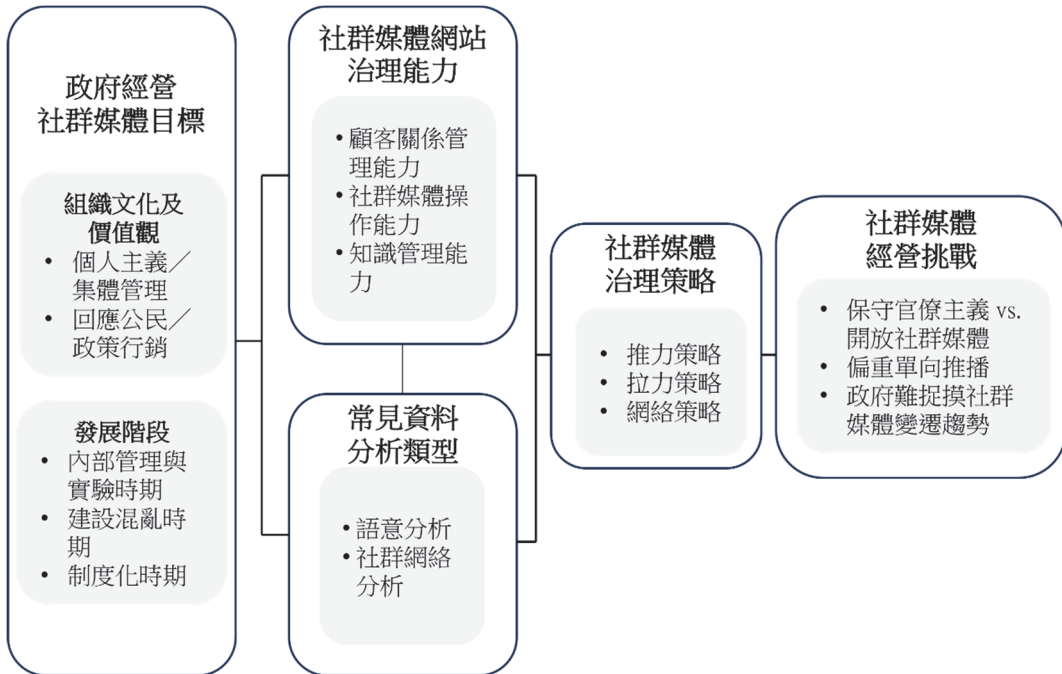 政府經營
社群媒體目標
組織文化及
價值觀
• 個人主義／
集體管理
• 回應公民／
政策行銷
發展階段
• 內部管理與
實驗時期
• 建設混亂時
期
• 制度化時期
社群媒體網站
治理能力
• 顧客關係管
理能力
• 社群媒體操
作能力
• 知識管理能
力
常見資料
分析類型
• 語意分析
• 社群網絡
分析
社群媒體
治理策略
• 推力策略
• 拉力策略
• 網絡策略
社群媒體
經營挑戰
• 保守官僚主義 vs.
開放社群媒體
• 偏重單向推播
• 政府難捉摸社群
媒體變遷趨勢